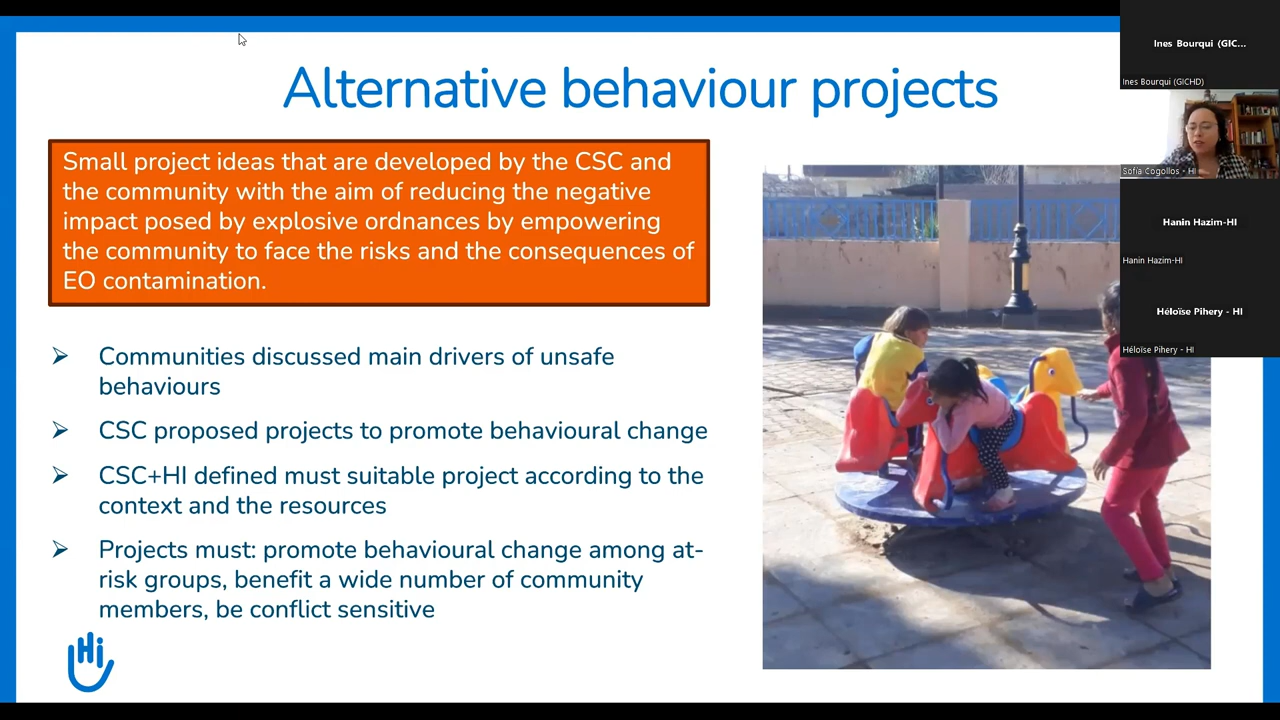 Alternative behaviour projects
Small project ideas that are developed by the CSC and
the community with the aim of reducing the negative
impact posed by explosive ordnances by empowering
the community to face the risks and the consequences of
EO contamination.
Communities discussed main drivers of unsafe
behaviours
CSC proposed projects to promote behavioural change
CSC+HI defined must suitable project according to the
context and the resources
Projects must: promote behavioural change among at-
risk groups, benefit a wide number of community
members, be conflict sensitive
Hi
Ines Bourqui (GIC...
Ines Bourqui (GICHD)
Sofia Cogollos - HI
Hanin Hazim-HI
Hanin Hazim-HI
Héloïse Pihery - HI
Héloïse Pihery - HI